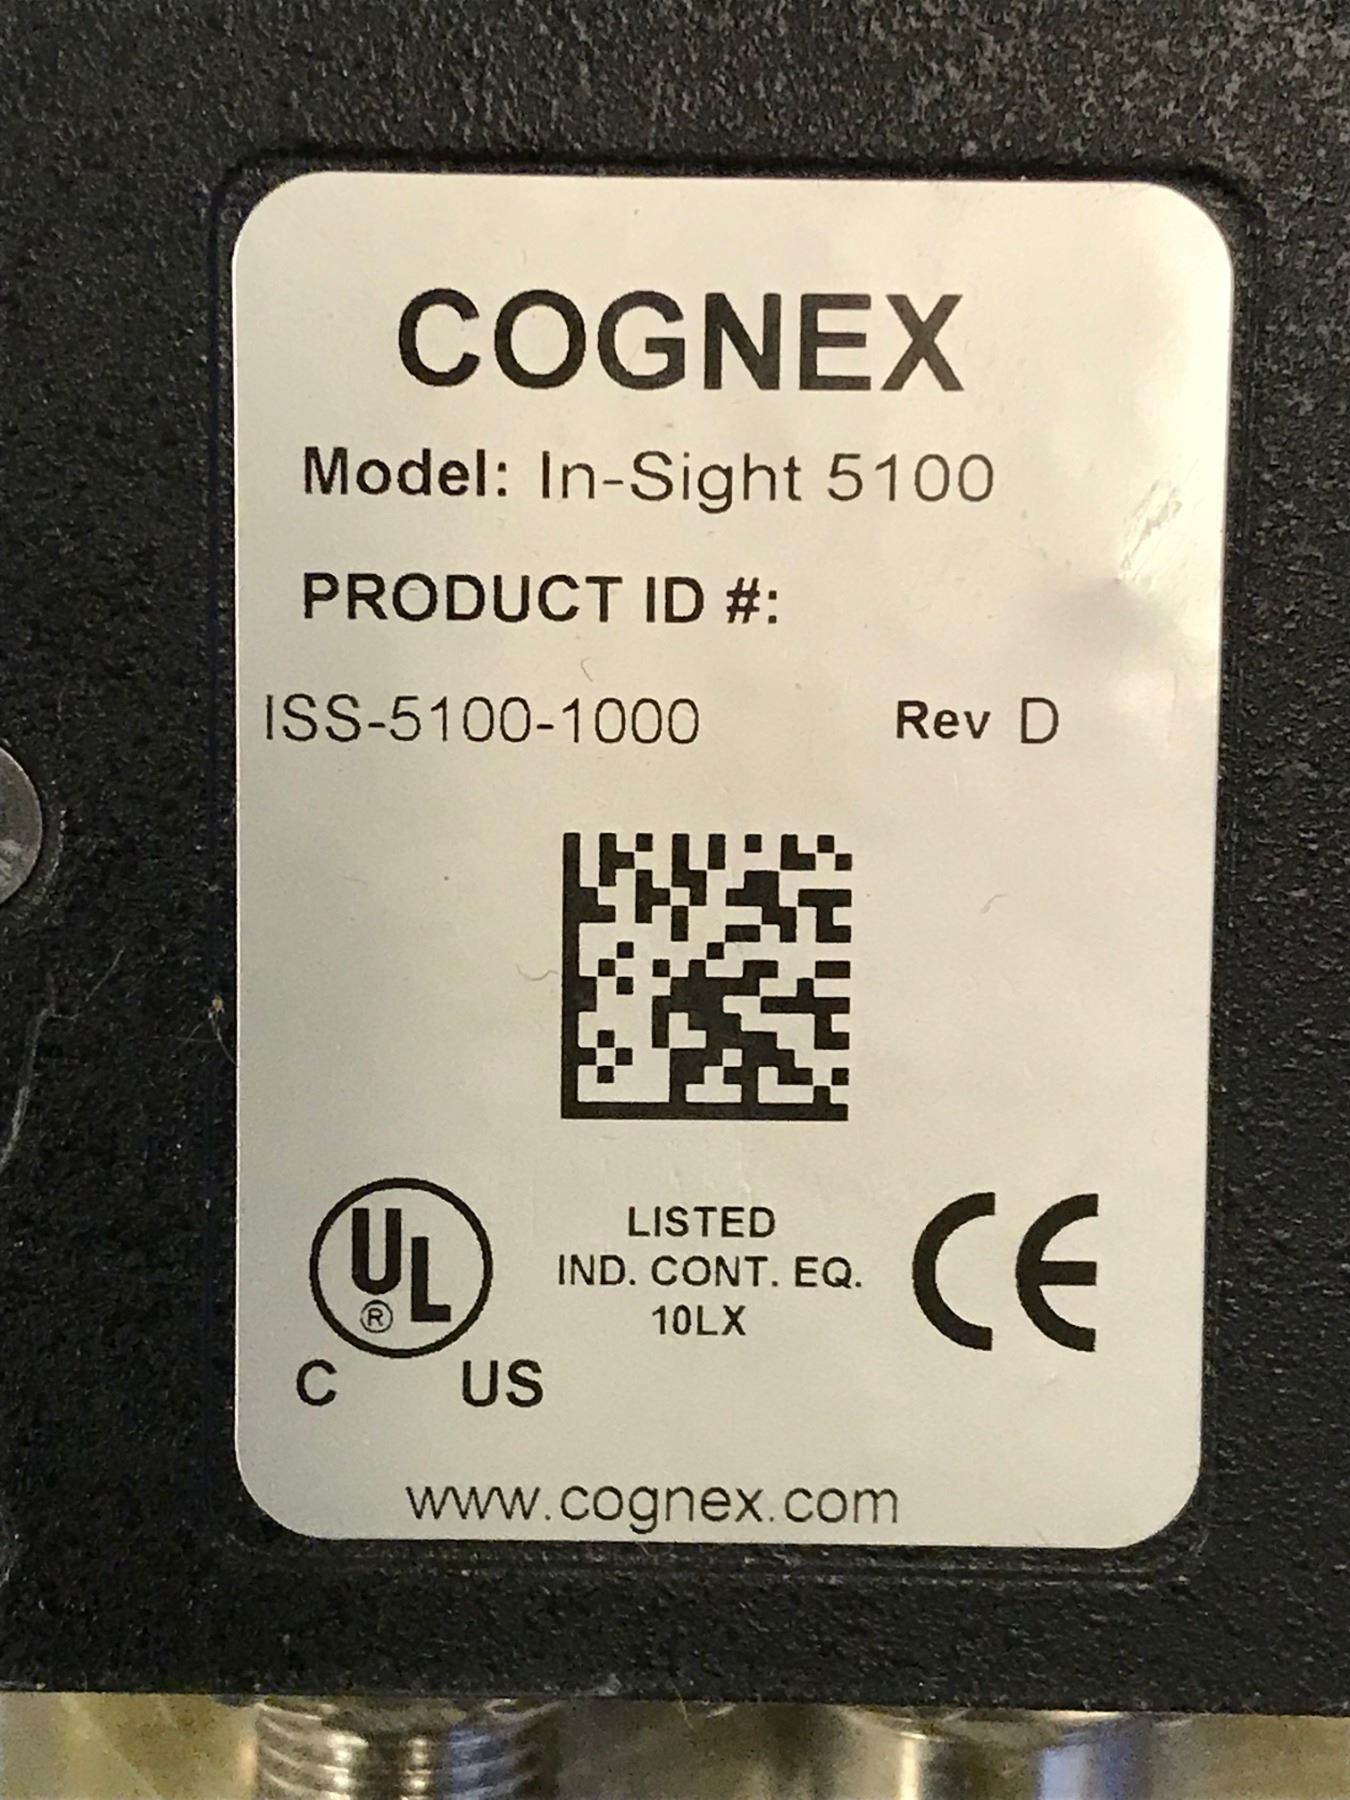 COGNEX
Model: In-Sight 5100
PRODUCT ID #:
ISS-5100-1000 Rev D
UL
®
C US
LISTED
IND. CONT. EQ.
10LX
CE
www.cognex.com